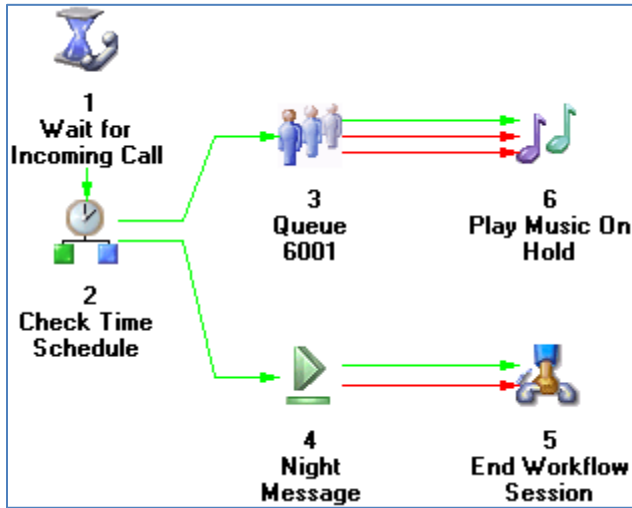 1
Wait for
Incoming Call
2
Check Time
Schedule
3
Queue
6001
6
Play Music On
Hold
4
Night
Message
5
End Workflow
Session